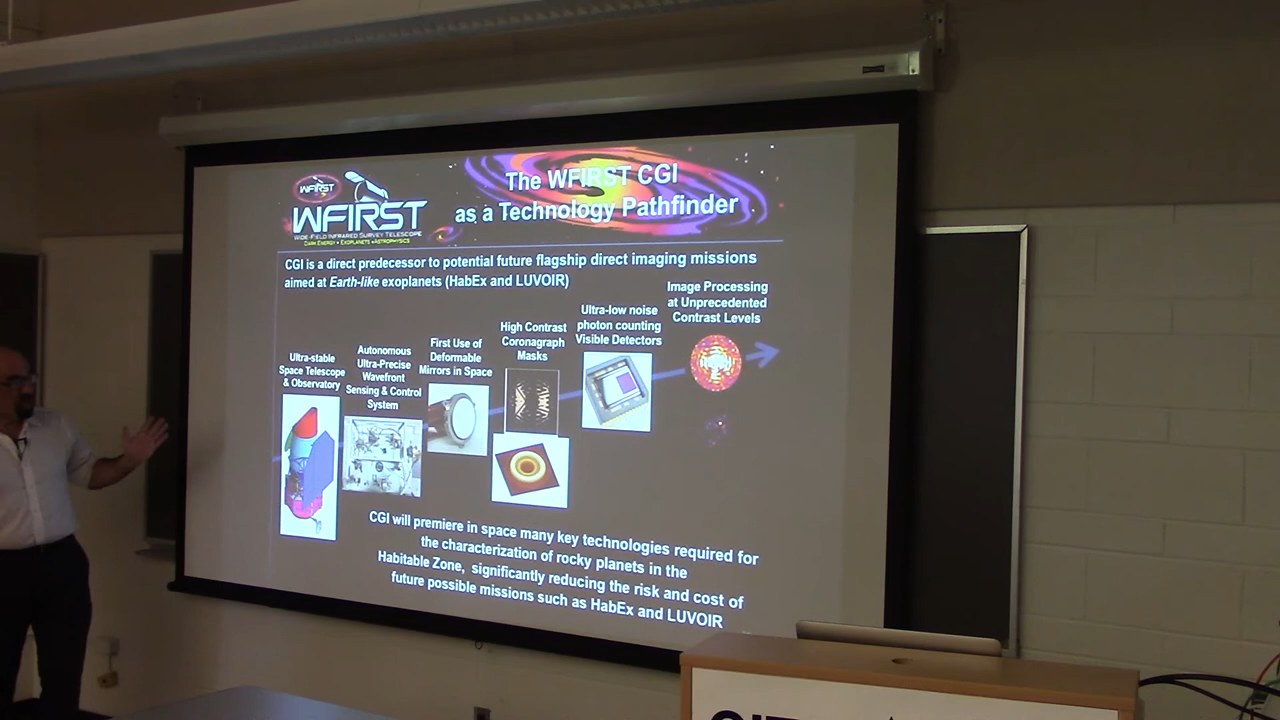 The WFIRST CGI
as a Technology Pathfinder
WFIRST
WFIRST
WIDE-FIELD INFRARED SURVEY TELESCOPE
DARK ENERGY • EXOPLANETS • ASTROPHYSICS
CGI is a direct predecessor to potential future flagship direct imaging missions
aimed at Earth-like exoplanets (HabEx and LUVOIR)
Ultra-stable
Space Telescope
& Observatory
Autonomous
Ultra-Precise
Wavefront
Sensing & Control
System
First Use of
Deformable
Mirrors in Space
High Contrast
Coronagraph
Masks
Ultra-low noise
photon counting
Visible Detectors
Image Processing
at Unprecedented
Contrast Levels
CGI will premiere in space many key technologies required for
the characterization of rocky planets in the
Habitable Zone, significantly reducing the risk and cost of
future possible missions such as HabEx and LUVOIR